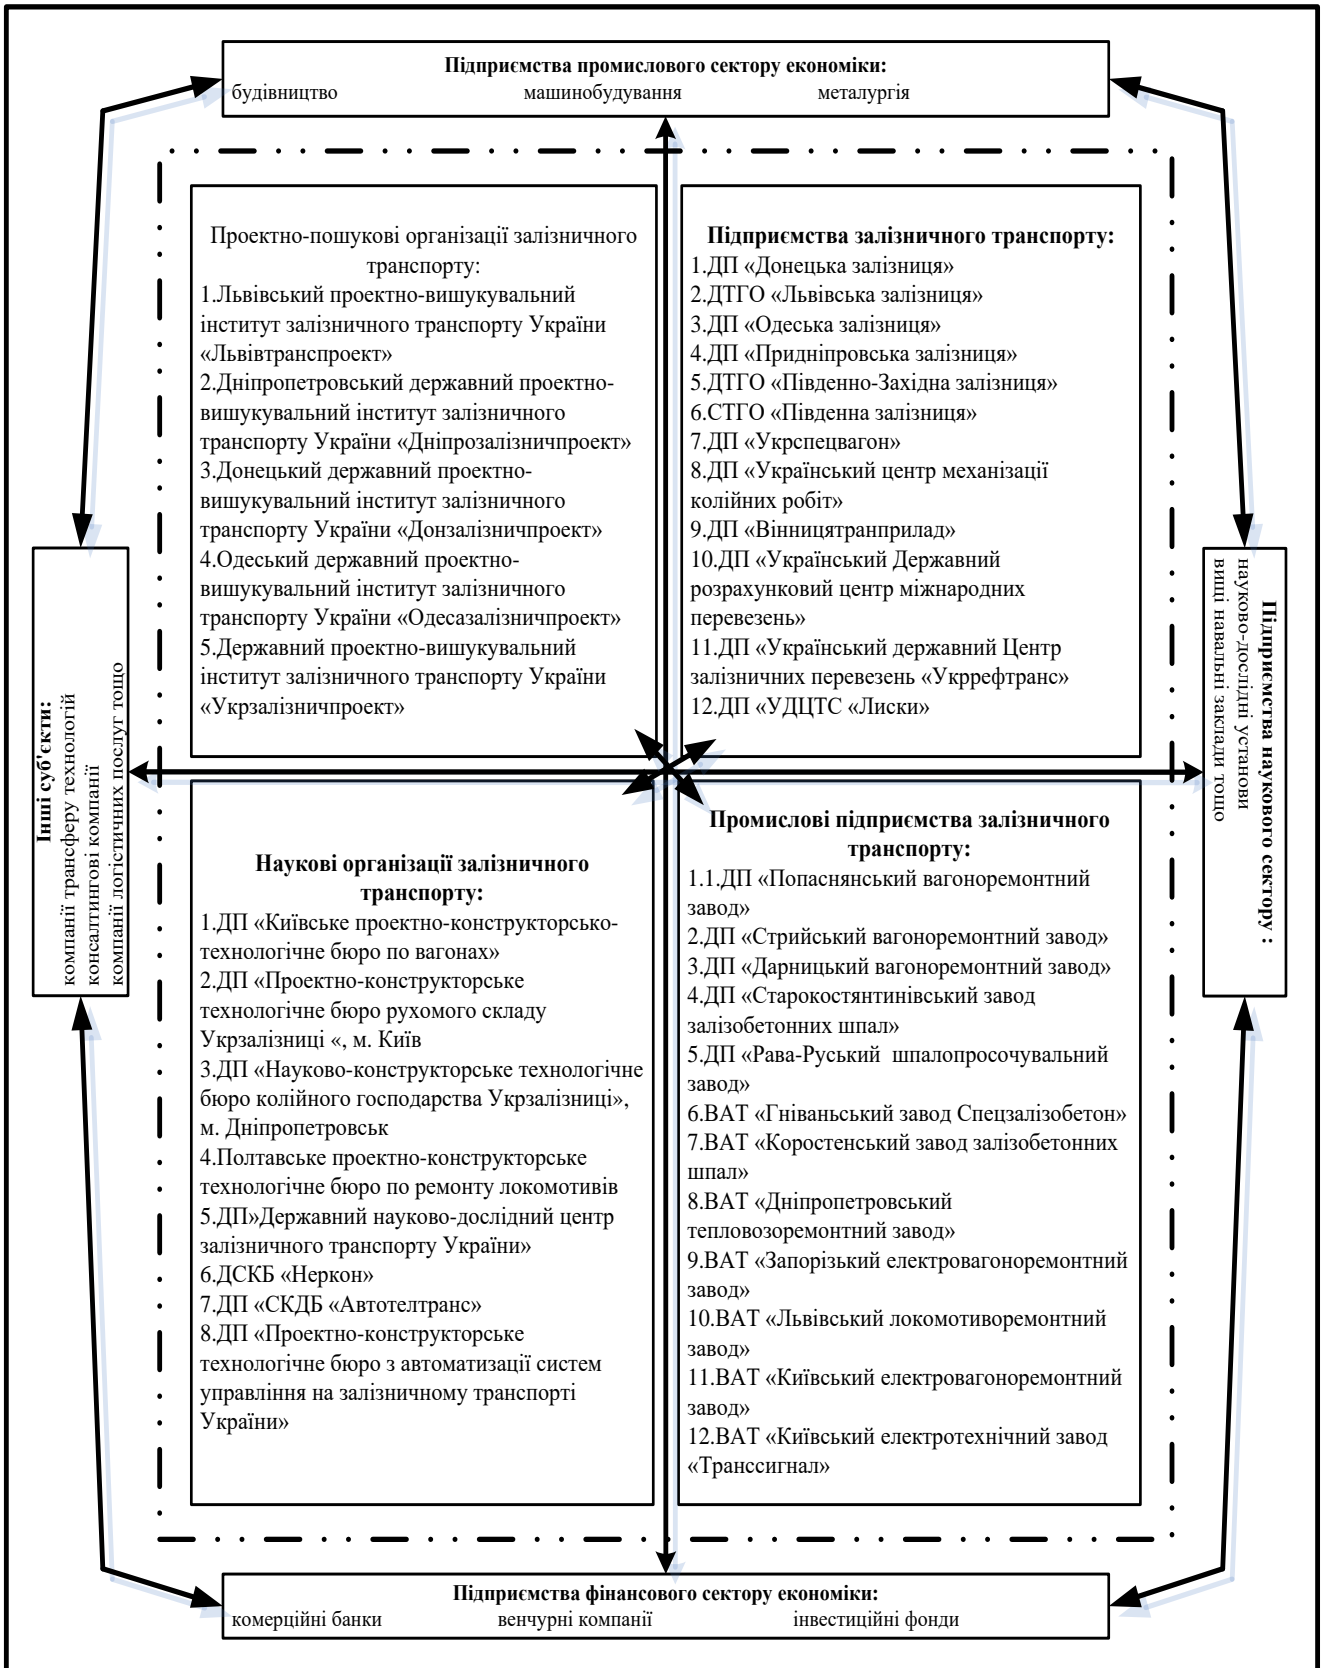 Підприємства промислового сектору економіки:
будівництво машинобудування металургія
Проектно-пошукові організації залізничного
транспорту:
1.Львівський проектно-вишукувальний
інститут залізничного транспорту України
«Львівтранспроект»
2.Дніпропетровський державний проектно-
вишукувальний інститут залізничного
транспорту України «Дніпрозалізничпроект»
3.Донецький державний проектно-
вишукувальний інститут залізничного
транспорту України «Донзалізничпроект»
4.Одеський державний проектно-
вишукувальний інститут залізничного
транспорту України «Одесазалізничпроект»
5.Державний проектно-вишукувальний
інститут залізничного транспорту України
«Укрзалізничпроект»
Підприємства залізничного транспорту:
1.ДП «Донецька залізниця»
2.ДТГО «Львівська залізниця»
3.ДП «Одеська залізниця»
4.ДП «Придніпровська залізниця»
5.ДТГО «Південно-Західна залізниця»
6.СТГО «Південна залізниця»
7.ДП «Укрспецвагон»
8.ДП «Український центр механізації
колійних робіт»
9.ДП «Вінницятранприлад»
10.ДП «Український Державний
розрахунковий центр міжнародних
перевезень»
11.ДП «Український державний Центр
залізничних перевезень «Укррефтранс»
12.ДП «УДЦТС «Лиски»
Інші суб'єкти:
компанії трансферу технологій
консалтингові компанії
компанії логістичних послуг тощо
Підприємства наукового сектору :
науково-дослідні установи
вищі навальні заклади тощо
Наукові організації залізничного
транспорту:
1.ДП «Київське проектно-конструкторсько-
технологічне бюро по вагонах»
2.ДП «Проектно-конструкторське
технологічне бюро рухомого складу
Укрзалізниці «, м. Київ
3.ДП «Науково-конструкторське технологічне
бюро колійного господарства Укрзалізниці»,
м. Дніпропетровськ
4.Полтавське проектно-конструкторське
технологічне бюро по ремонту локомотивів
5.ДП»Державний науково-дослідний центр
залізничного транспорту України»
6.ДСКБ «Неркон»
7.ДП «СКДБ «Автотелтранс»
8.ДП «Проектно-конструкторське
технологічне бюро з автоматизації систем
управління на залізничному транспорті
України»
Промислові підприємства залізничного
транспорту:
1.1.ДП «Попаснянський вагоноремонтний
завод»
2.ДП «Стрийський вагоноремонтний завод»
3.ДП «Дарницький вагоноремонтний завод»
4.ДП «Старокостянтинівський завод
залізобетонних шпал»
5.ДП «Рава-Руський шпалопросочувальний
завод»
6.ВАТ «Гніваньський завод Спецзалізобетон»
7.ВАТ «Коростенський завод залізобетонних
шпал»
8.ВАТ «Дніпропетровський
тепловозоремонтний завод»
9.ВАТ «Запорізький електровагоноремонтний
завод»
10.ВАТ «Львівський локомотиворемонтний
завод»
11.ВАТ «Київський електровагоноремонтний
завод»
12.ВАТ «Київський електротехнічний завод
«Транссигнал»
Підприємства фінансового сектору економіки:
комерційні банки венчурні компанії інвестиційні фонди